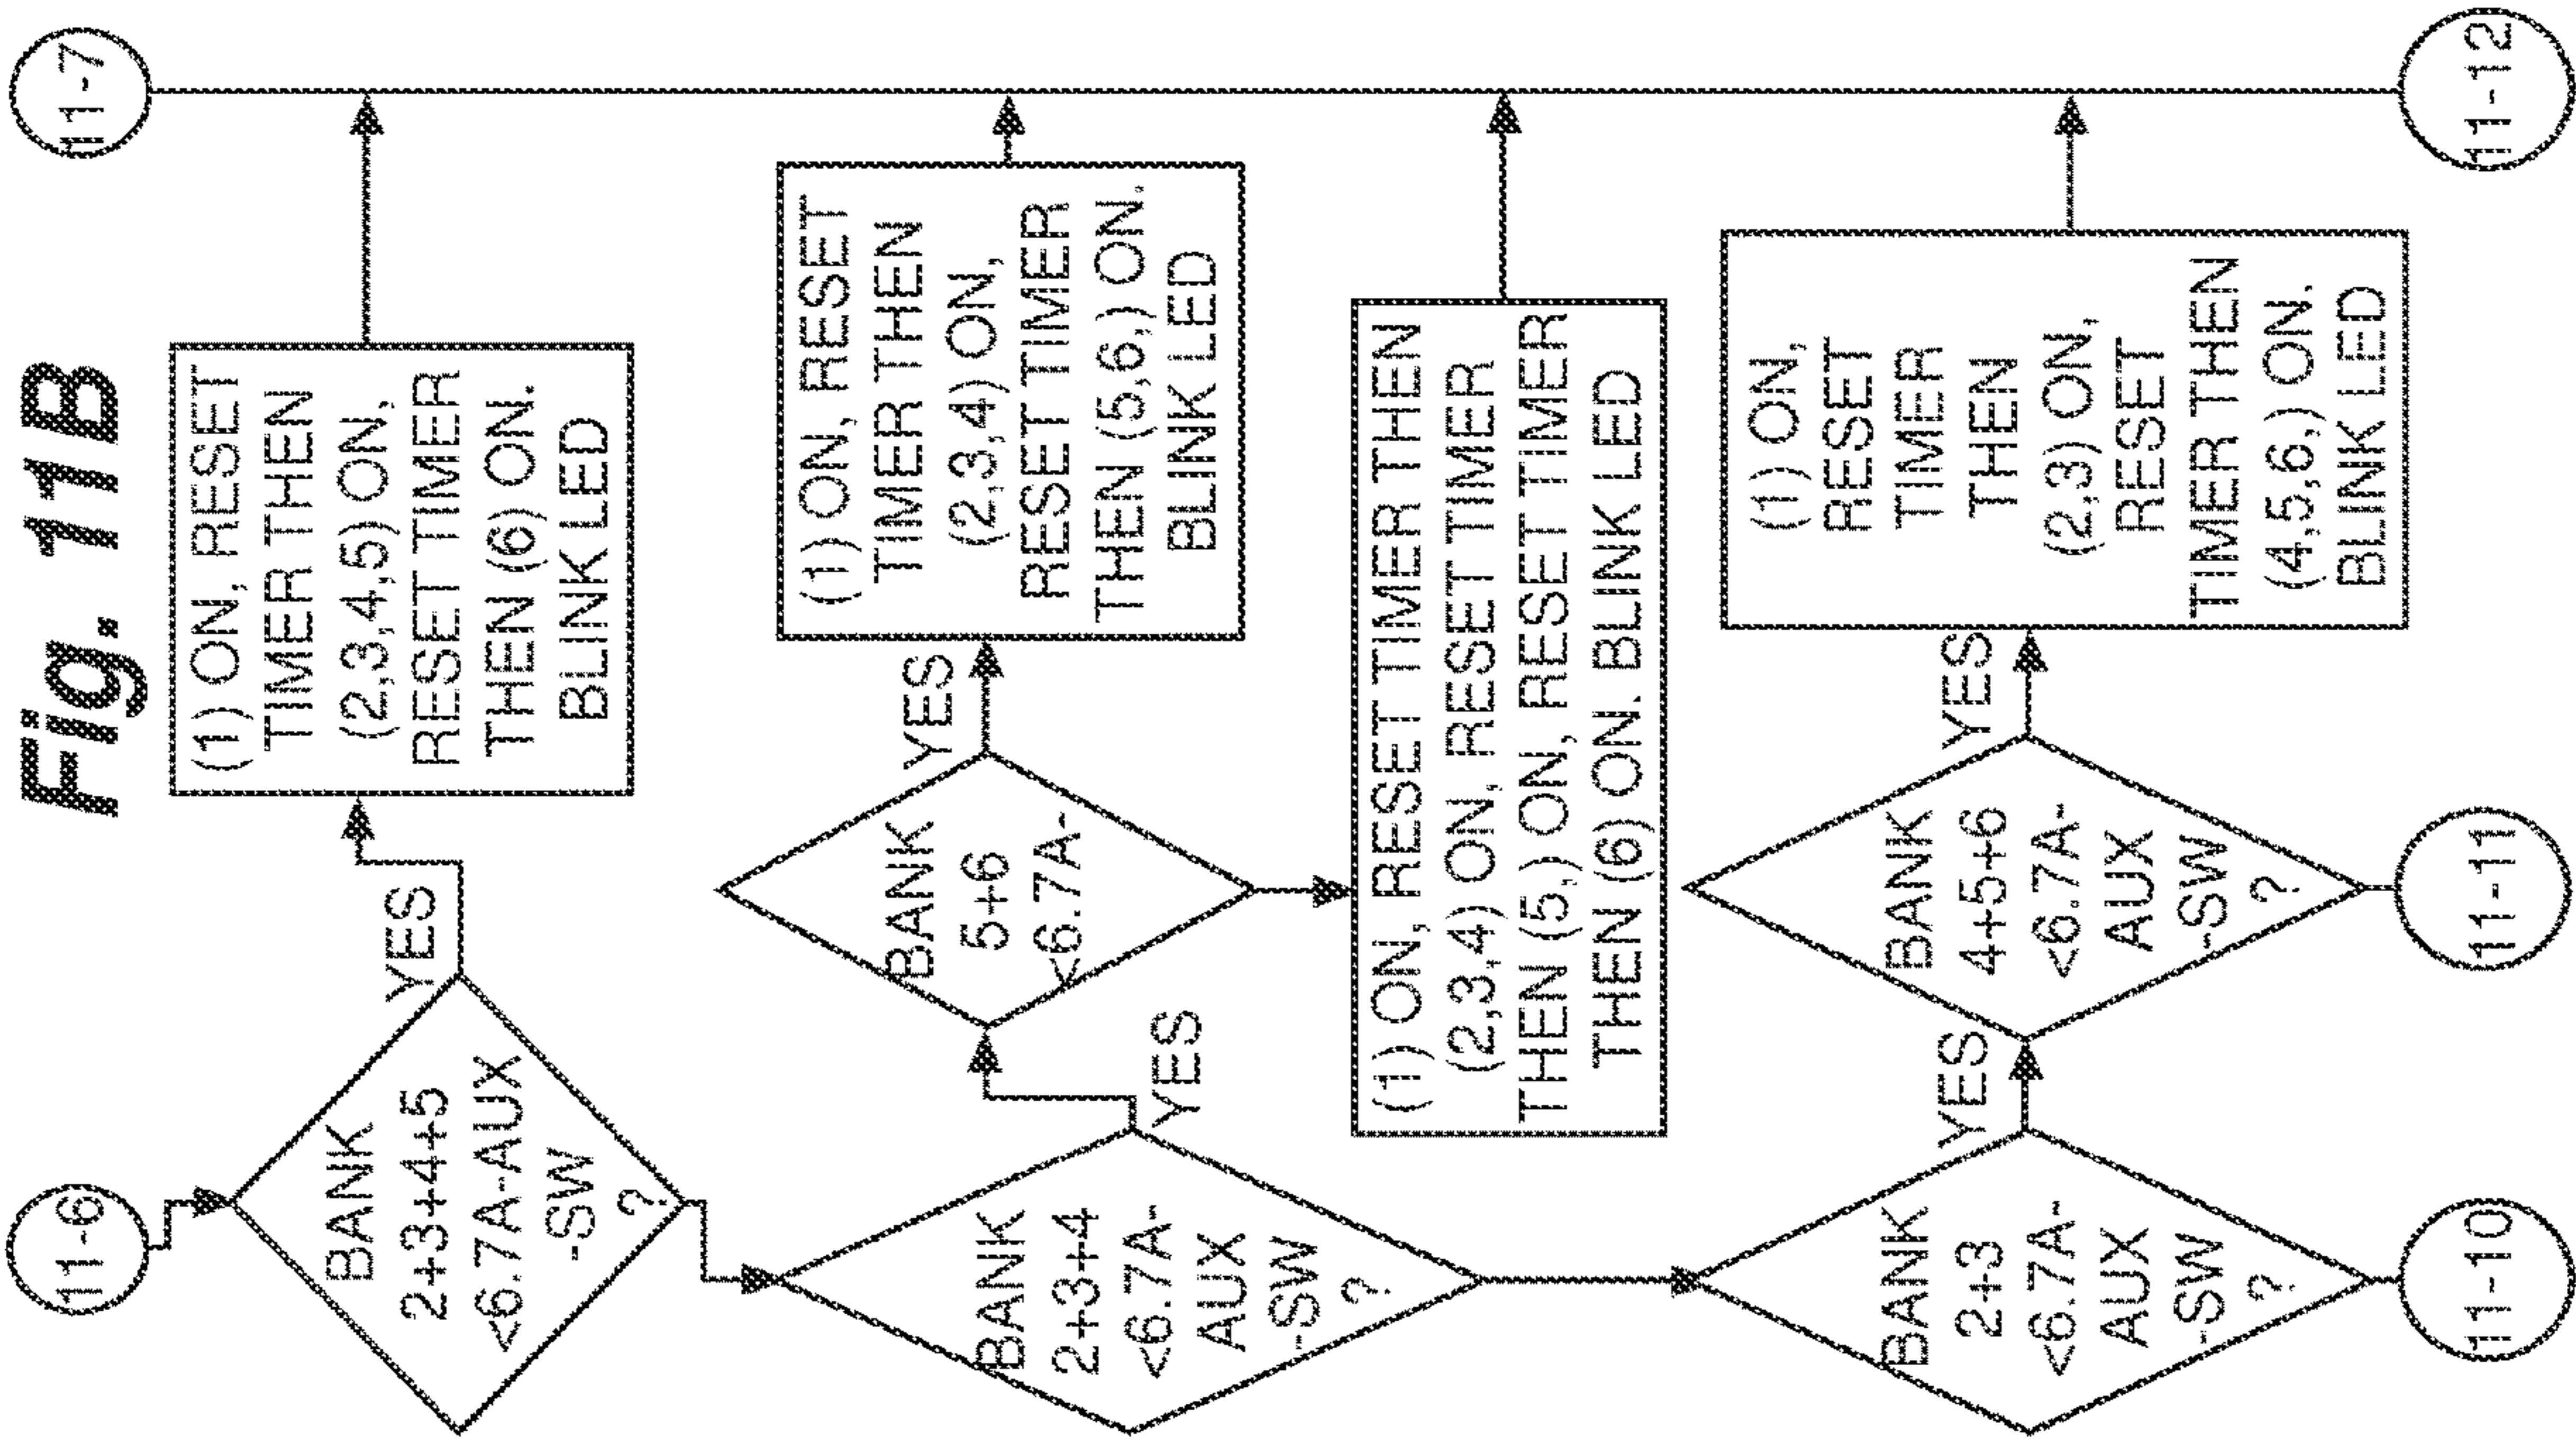 Fig. 11B
11-6
11-7
BANK
2+3+4+5
<6.7A-AUX
-SW
?
YES
(1) ON, RESET
TIMER THEN
(2,3,4,5) ON,
RESET TIMER
THEN (6) ON.
BLINK LED
BANK
2+3+4
<6.7A-
AUX
-SW
?
YES
BANK
5+6
<6.7A-
YES
(1) ON, RESET
TIMER THEN
(2,3,4) ON,
RESET TIMER
THEN (5,6,) ON.
BLINK LED
(1) ON, RESET TIMER THEN
(2,3,4) ON, RESET TIMER
THEN (5,) ON, RESET TIMER
THEN (6) ON. BLINK LED
BANK
2+3
<6.7A-
AUX
-SW
?
YES
BANK
4+5+6
<6.7A-
AUX
-SW
?
YES
(1) ON,
RESET
TIMER
THEN
(2,3) ON,
RESET
TIMER THEN
(4,5,6,) ON.
BLINK LED
11-10
11-11
11-12